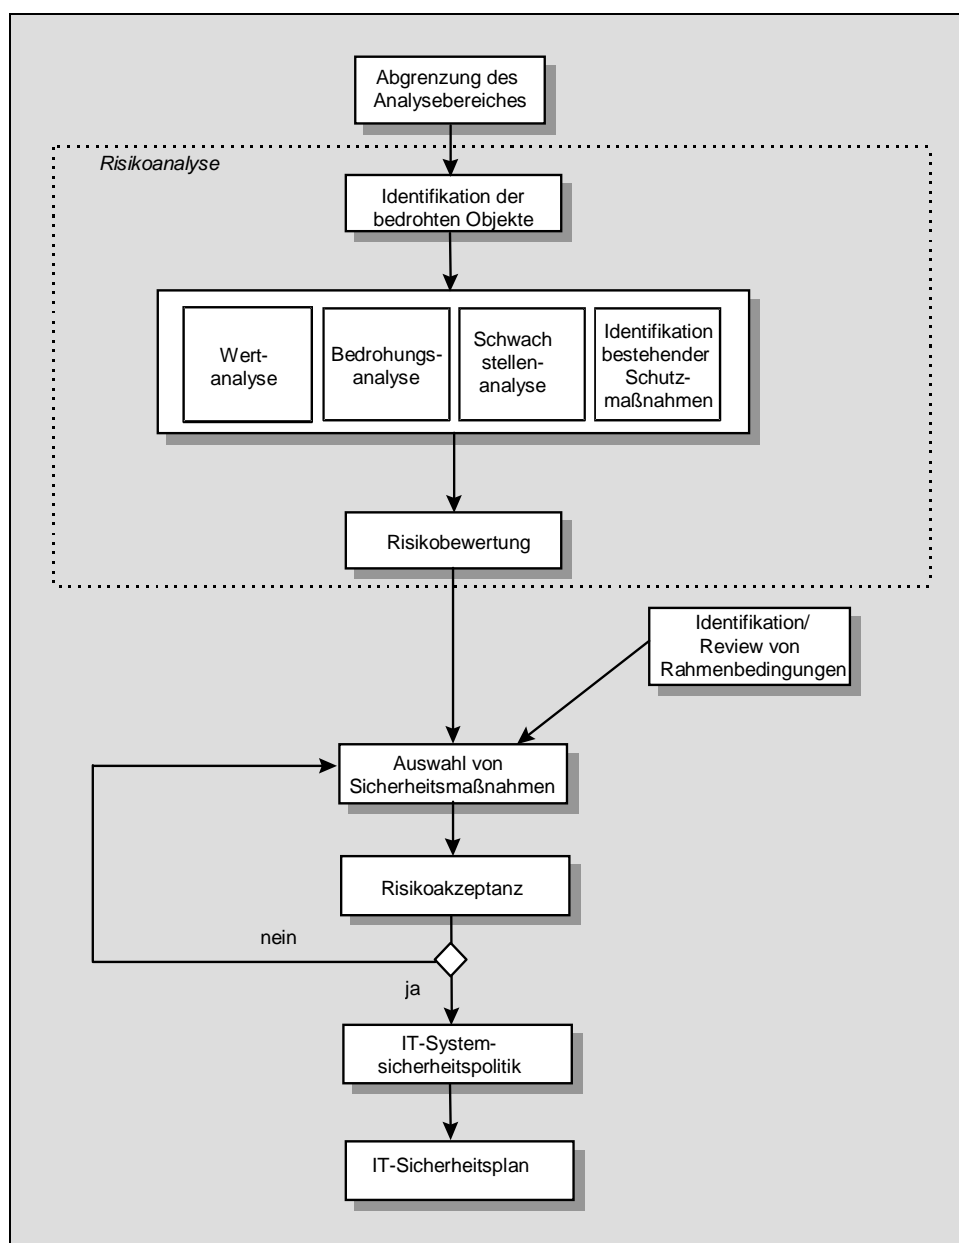 Abgrenzung des
Analysebereiches
Risikoanalyse
Identifikation der
bedrohten Objekte
Wert-
analyse
Bedrohungs-
analyse
Schwach
stellen-
analyse
Identifikation
bestehender
Schutz-
maßnahmen
Risikobewertung
Identifikation/
Review von
Rahmenbedingungen
Auswahl von
Sicherheitsmaßnahmen
Risikoakzeptanz
nein
ja
IT-System-
sicherheitspolitik
IT-Sicherheitsplan